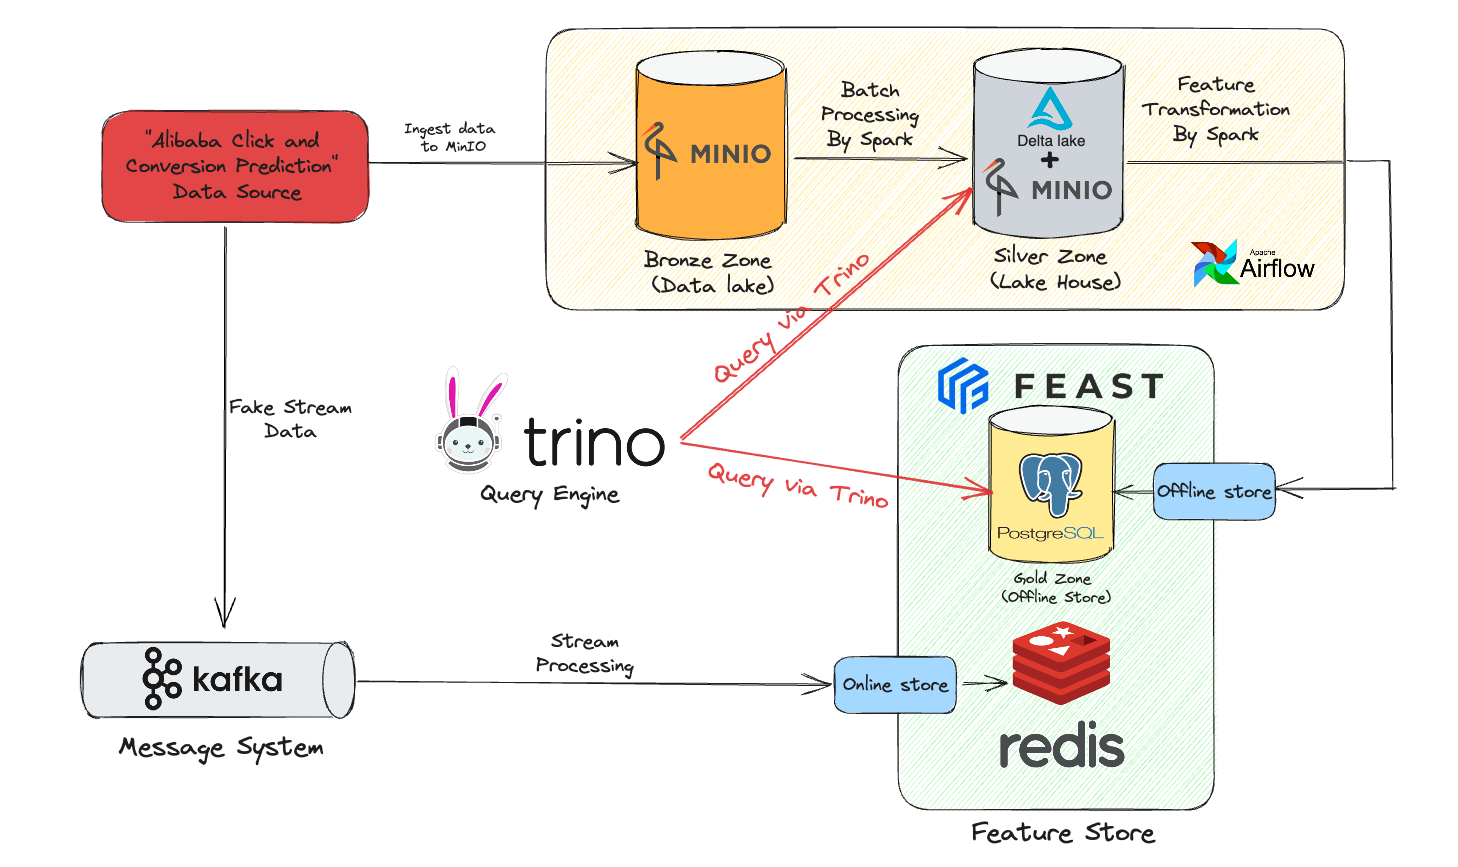 "Alibaba Click and
Conversion Prediction"
Data Source
Ingest data
to MinIO
MINIO
Bronze Zone
(Data lake)
Batch
Processing
By Spark
Delta lake
+
MINIO
Silver Zone
(Lake House)
Feature
Transformation
By Spark
Apache
Airflow
Query via Trino
Fake Stream
Data
trino
Query Engine
Query via Trino
FEAST
PostgreSQL
Gold Zone
(Offline Store)
Offline store
kafka
Message System
Stream
Processing
Online store
redis
Feature Store